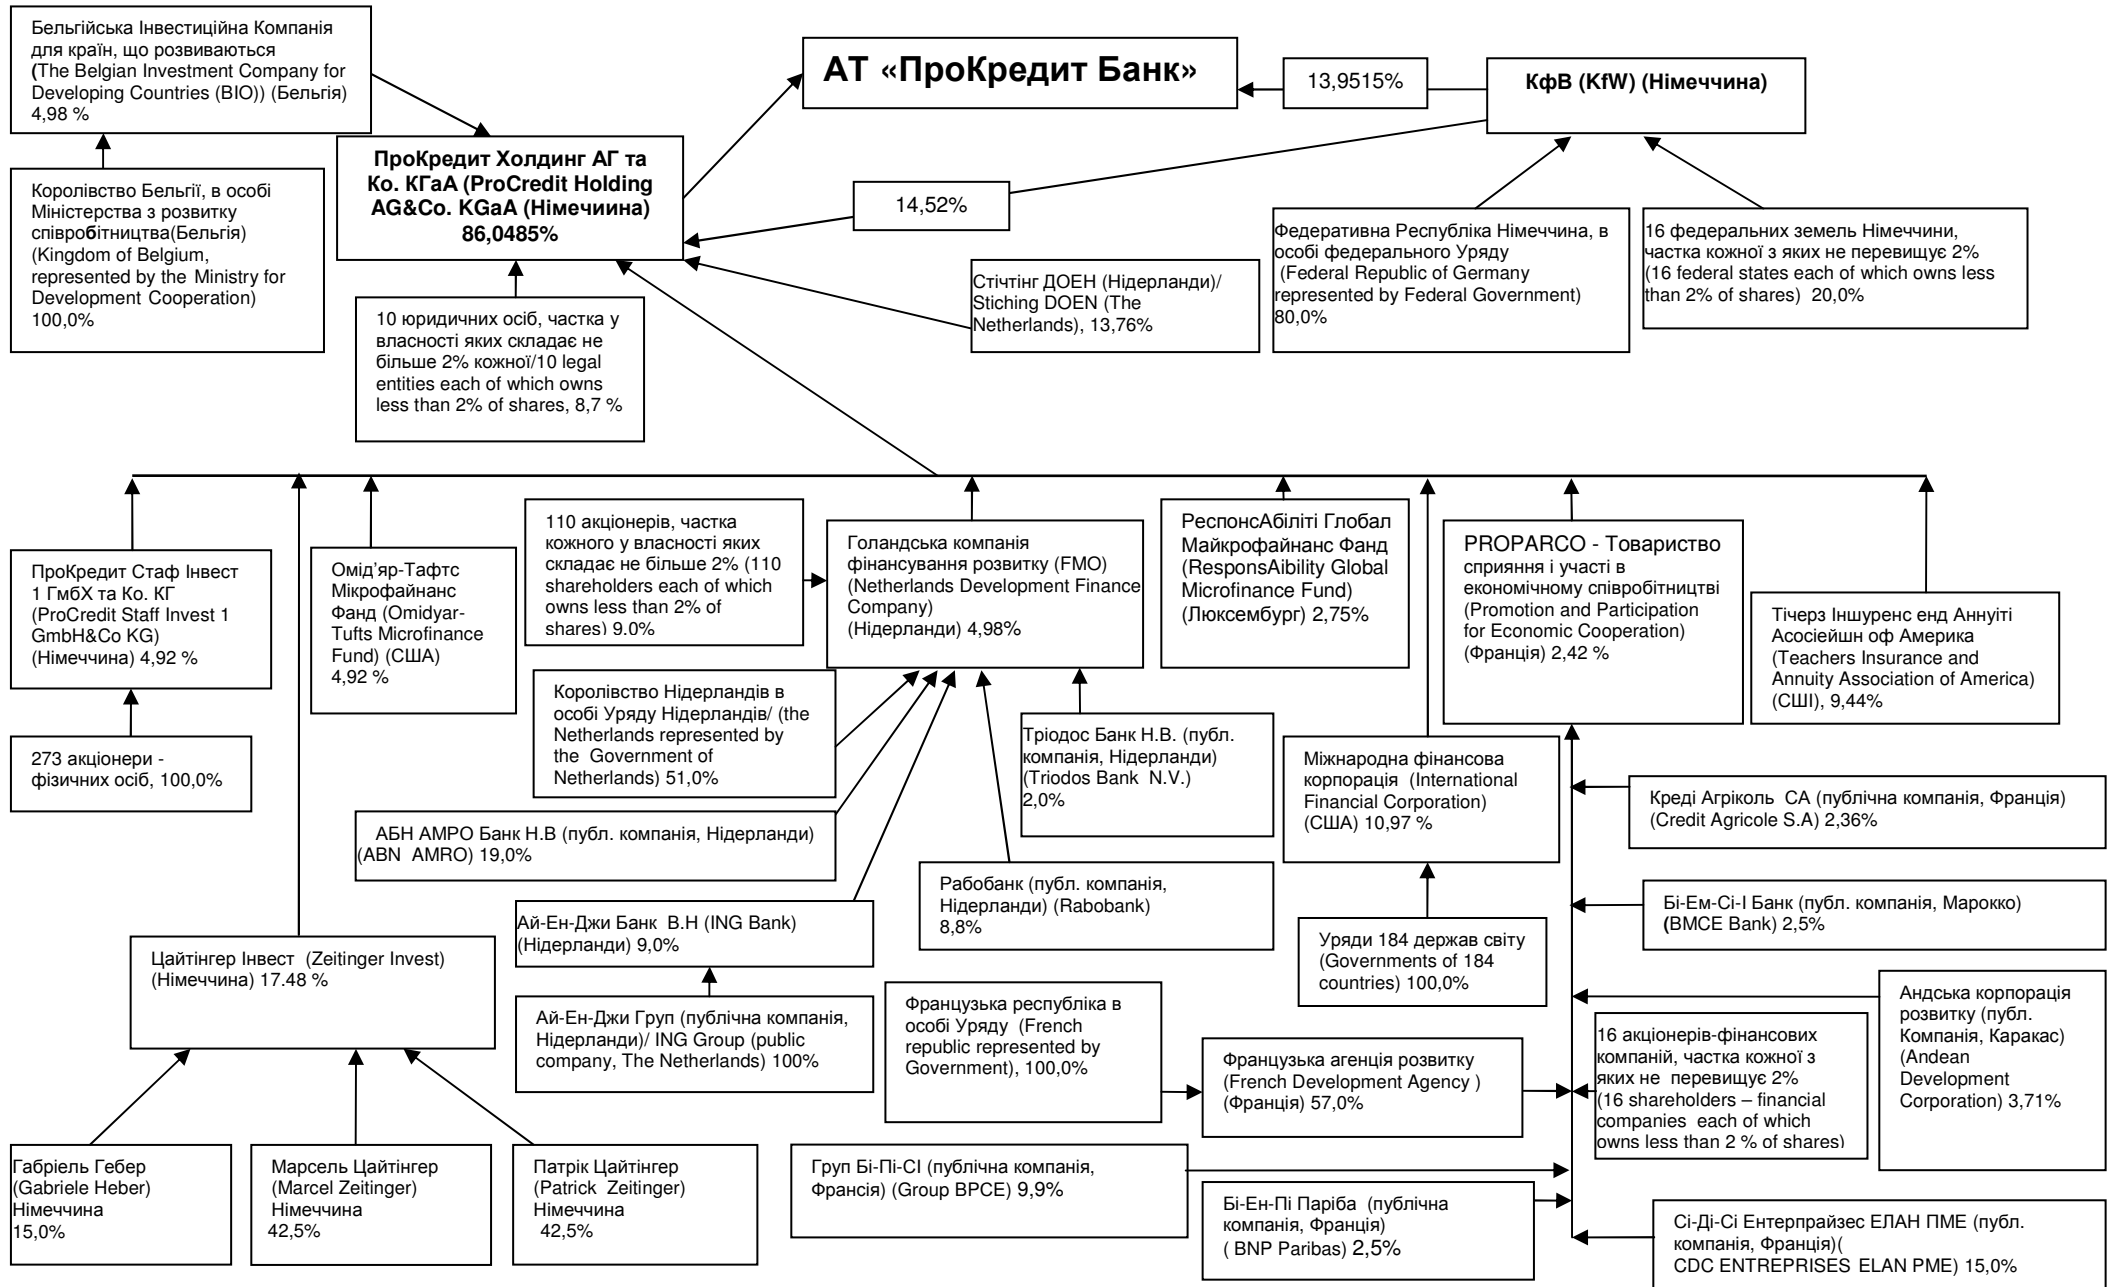 Бельгійська Інвестиційна Компанія
для країн, що розвиваються
(The Belgian Investment Company for
Developing Countries (BIO)) (Бельгія)
4,98 %
АТ «ПроКредит Банк»
13,9515%
КфВ (KfW) (Німеччина)
ПроКредит Холдинг АГ та
Ко. КГаА (ProCredit Holding
AG&Co. KGaA (Німечиина)
86,0485%
Королівство Бельгії, в особі
Міністерства з розвитку
співробітництва(Бельгія)
(Kingdom of Belgium,
represented by the Ministry for
Development Cooperation)
100,0%
14,52%
Федеративна Республіка Німеччина, в
особі федерального Уряду
(Federal Republic of Germany
represented by Federal Government)
80,0%
16 федеральних земель Німеччини,
частка кожної з яких не перевищує 2%
(16 federal states each of which owns less
than 2% of shares) 20,0%
Стічтінг ДОЕН (Нідерланди)/
Stiching DOEN (The
Netherlands), 13,76%
10 юридичних осіб, частка у
власності яких складає не
більше 2% кожної/10 legal
entities each of which owns
less than 2% of shares, 8,7 %
ПроКредит Стаф Інвест
1 ГмбХ та Ко. КГ
(ProCredit Staff Invest 1
GmbH&Co KG)
(Німеччина) 4,92 %
Омід’яр-Тафтс
Мікрофайнанс
Фанд (Omidyar-
Tufts Microfinance
Fund) (США)
4,92 %
110 акціонерів, частка
кожного у власності яких
складає не більше 2% (110
shareholders each of which
owns less than 2% of
shares) 9.0%
Голандська компанія
фінансування розвитку (FMO)
(Netherlands Development Finance
Company)
(Нідерланди) 4,98%
РеспонсАбіліті Глобал
Майкрофайнанс Фанд
(ResponsAibility Global
Microfinance Fund)
(Люксембург) 2,75%
PROPARCO - Товариство
сприяння і участі в
економічному співробітництві
(Promotion and Participation
for Economic Cooperation)
(Франція) 2,42 %
Тічерз Іншуренс енд Аннуіті
Асосіейшн оф Америка
(Teachers Insurance and
Annuity Association of America)
(СШІ), 9,44%
273 акціонери -
фізичних осіб, 100,0%
Королівство Нідерландів в
особі Уряду Нідерландів/ (the
Netherlands represented by
the Government of
Netherlands) 51,0%
Тріодос Банк Н.В. (публ.
компанія, Нідерланди)
(Triodos Bank N.V.)
2,0%
Міжнародна фінансова
корпорація (International
Financial Corporation)
(США) 10,97 %
Креді Агріколь СА (публічна компанія, Франція)
(Credit Agricole S.A) 2,36%
АБН АМРО Банк Н.В (публ. компанія, Нідерланди)
(ABN AMRO) 19,0%
Рабобанк (публ. компанія,
Нідерланди) (Rabobank)
8,8%
Бі-Ем-Сі-І Банк (публ. компанія, Марокко)
(BMCE Bank) 2,5%
Ай-Ен-Джи Банк В.Н (ING Bank)
(Нідерланди) 9,0%
Уряди 184 держав світу
(Governments of 184
countries) 100,0%
Цайтінгер Інвест (Zeitinger Invest)
(Німеччина) 17.48 %
Ай-Ен-Джи Груп (публічна компанія,
Нідерланди)/ ING Group (public
company, The Netherlands) 100%
Французька республіка в
особі Уряду (French
republic represented by
Government), 100,0%
Андська корпорація
розвитку (публ.
Компанія, Каракас)
(Andean
Development
Corporation) 3,71%
Французька агенція розвитку
(French Development Agency )
(Франція) 57,0%
16 акціонерів-фінансових
компаній, частка кожної з
яких не перевищує 2%
(16 shareholders – financial
companies each of which
owns less than 2 % of shares)
Габріель Гебер
(Gabriele Heber)
Німеччина
15,0%
Марсель Цайтінгер
(Marcel Zeitinger)
Німеччина
42,5%
Патрік Цайтінгер
(Patrick Zeitinger)
Німеччина
42,5%
Груп Бі-Пі-СІ (публічна компанія,
Франсія) (Group BPCE) 9,9%
Бі-Ен-Пі Паріба (публічна
компанія, Франція)
( BNP Paribas) 2,5%
Сі-Ді-Сі Ентерпрайзес ЕЛАН ПМЕ (публ.
компанія, Франція)(
CDC ENTREPRISES ELAN PME) 15,0%